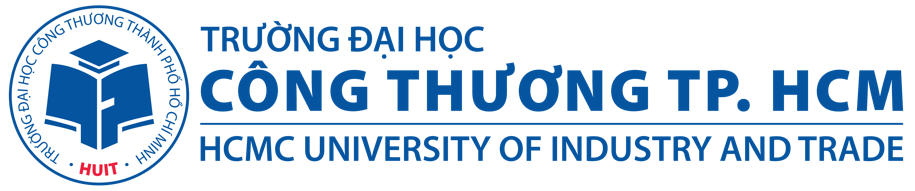 TRƯỜNG ĐẠI HỌC CÔNG THƯƠNG THÀNH PHỐ HỒ CHÍ MINH
• HUIT •
TRƯỜNG ĐẠI HỌC
CÔNG THƯƠNG TP. HCM
HCMC UNIVERSITY OF INDUSTRY AND TRADE